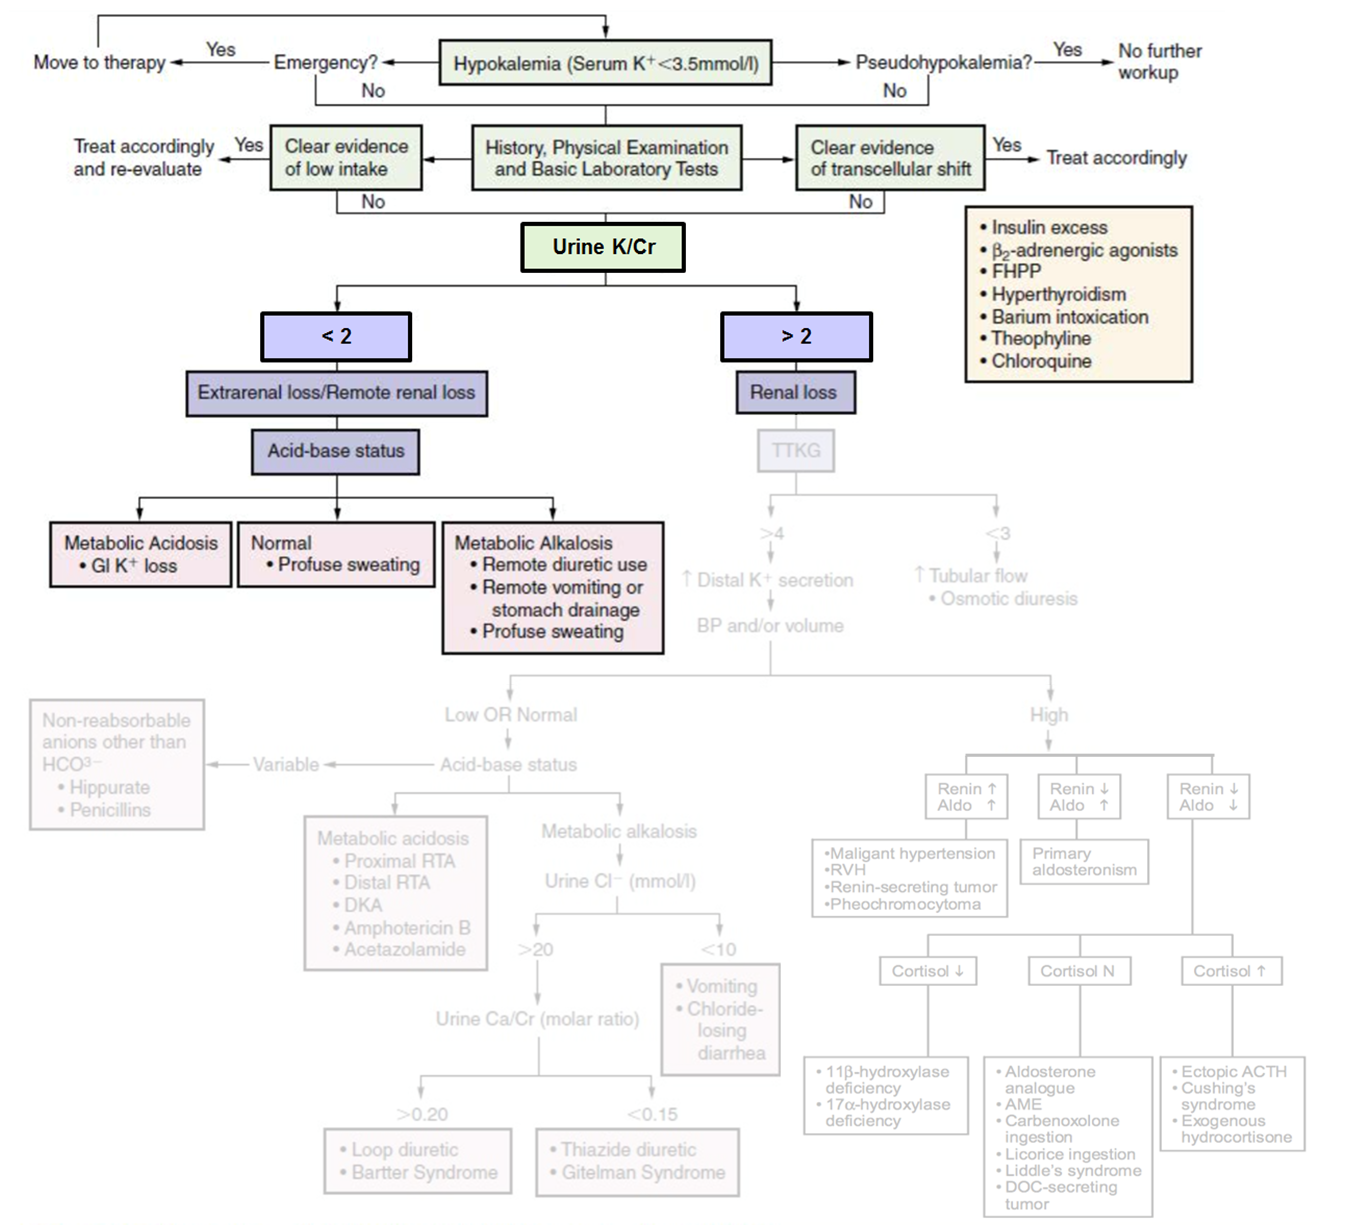 Move to therapy
Yes
Emergency?
Hypokalemia (Serum K+<3.5mmol/l)
Pseudohypokalemia?
Yes
No further
workup
No
No
Treat accordingly
and re-evaluate
Yes
Clear evidence
of low intake
History, Physical Examination
and Basic Laboratory Tests
Clear evidence
of transcellular shift
Yes
Treat accordingly
No
No
Urine K/Cr
• Insulin excess
• β2-adrenergic agonists
• FHPP
• Hyperthyroidism
• Barium intoxication
• Theophyline
• Chloroquine
< 2
> 2
Extrarenal loss/Remote renal loss
Renal loss
Acid-base status
TTKG
Metabolic Acidosis
• GI K+ loss
Normal
• Profuse sweating
Metabolic Alkalosis
• Remote diuretic use
• Remote vomiting or
stomach drainage
• Profuse sweating
>4
<3
↑ Distal K+ secretion
↑ Tubular flow
• Osmotic diuresis
BP and/or volume
Low OR Normal
High
Non-reabsorbable
anions other than
HCO3−
• Hippurate
• Penicillins
Variable
Acid-base status
Metabolic acidosis
• Proximal RTA
• Distal RTA
• DKA
• Amphotericin B
• Acetazolamide
Metabolic alkalosis
Urine Cl− (mmol/l)
>20
<10
• Vomiting
• Chloride-
losing
diarrhea
Urine Ca/Cr (molar ratio)
>0.20
<0.15
• Loop diuretic
• Bartter Syndrome
• Thiazide diuretic
• Gitelman Syndrome
Renin ↑
Aldo ↑
Renin ↓
Aldo ↑
Renin ↓
Aldo ↓
•Maligant hypertension
•RVH
•Renin-secreting tumor
•Pheochromocytoma
Primary
aldosteronism
Cortisol ↓
Cortisol N
Cortisol ↑
• 11β-hydroxylase
deficiency
• 17α-hydroxylase
deficiency
• Aldosterone
analogue
• AME
• Carbenoxolone
ingestion
• Licorice ingestion
• Liddle's syndrome
• DOC-secreting
tumor
• Ectopic ACTH
• Cushing's
syndrome
• Exogenous
hydrocortisone